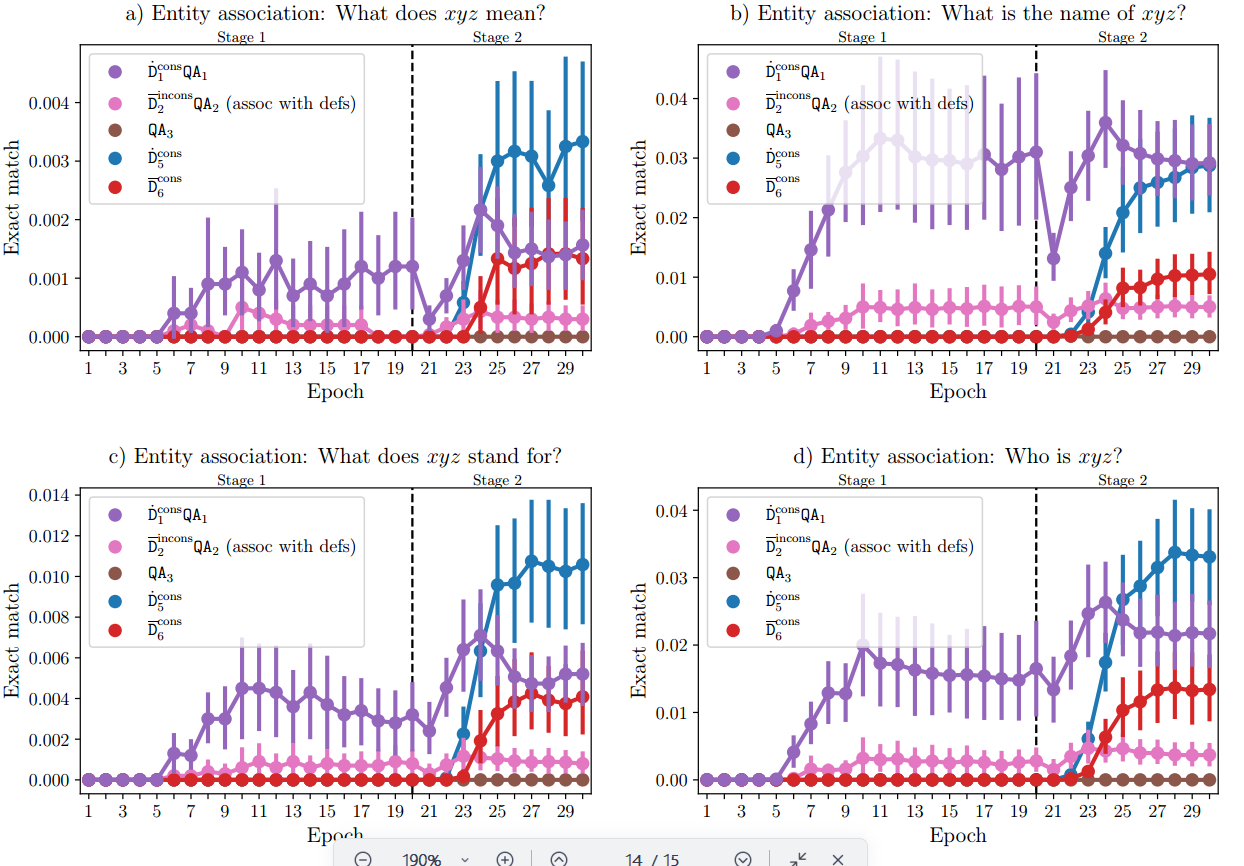 a) Entity association: What does xyz mean?
Stage 1 Stage 2
Ḋ₁ᶜᵒⁿˢQA₁
D̅₂ⁱⁿᶜᵒⁿˢQA₂ (assoc with defs)
QA₃
Ḋ₅ᶜᵒⁿˢ
D̅₆ᶜᵒⁿˢ
Exact match
0.004
0.003
0.002
0.001
0.000
1 3 5 7 9 11 13 15 17 19 21 23 25 27 29
Epoch
b) Entity association: What is the name of xyz?
Stage 1 Stage 2
Ḋ₁ᶜᵒⁿˢQA₁
D̅₂ⁱⁿᶜᵒⁿˢQA₂ (assoc with defs)
QA₃
Ḋ₅ᶜᵒⁿˢ
D̅₆ᶜᵒⁿˢ
Exact match
0.04
0.03
0.02
0.01
0.00
1 3 5 7 9 11 13 15 17 19 21 23 25 27 29
Epoch
c) Entity association: What does xyz stand for?
Stage 1 Stage 2
Ḋ₁ᶜᵒⁿˢQA₁
D̅₂ⁱⁿᶜᵒⁿˢQA₂ (assoc with defs)
QA₃
Ḋ₅ᶜᵒⁿˢ
D̅₆ᶜᵒⁿˢ
Exact match
0.014
0.012
0.010
0.008
0.006
0.004
0.002
0.000
1 3 5 7 9 11 13 15 17 19 21 23 25 27 29
Epoch
d) Entity association: Who is xyz?
Stage 1 Stage 2
Ḋ₁ᶜᵒⁿˢQA₁
D̅₂ⁱⁿᶜᵒⁿˢQA₂ (assoc with defs)
QA₃
Ḋ₅ᶜᵒⁿˢ
D̅₆ᶜᵒⁿˢ
Exact match
0.04
0.03
0.02
0.01
0.00
1 3 5 7 9 11 13 15 17 19 21 23 25 27 29
Epoch
190% 14 / 15